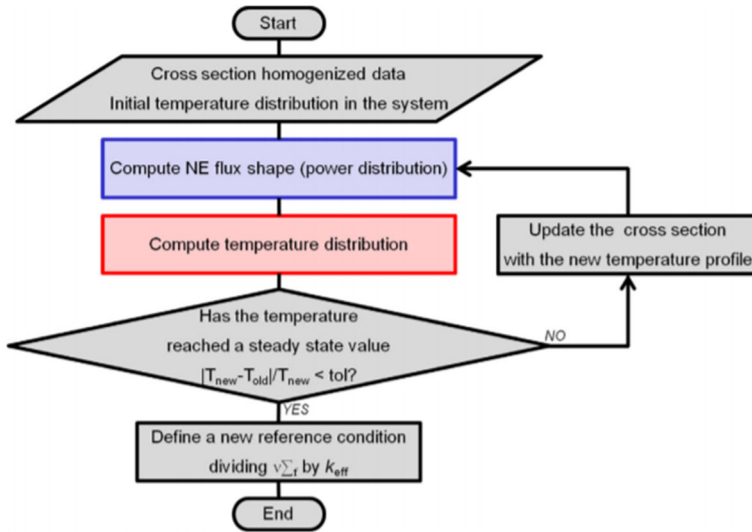 Start
Cross section homogenized data
Initial temperature distribution in the system
Compute NE flux shape (power distribution)
Compute temperature distribution
Update the cross section
with the new temperature profile
Has the temperature
reached a steady state value
|Tnew-Told|/Tnew < tol?
NO
YES
Define a new reference condition
dividing νΣf by keff
End